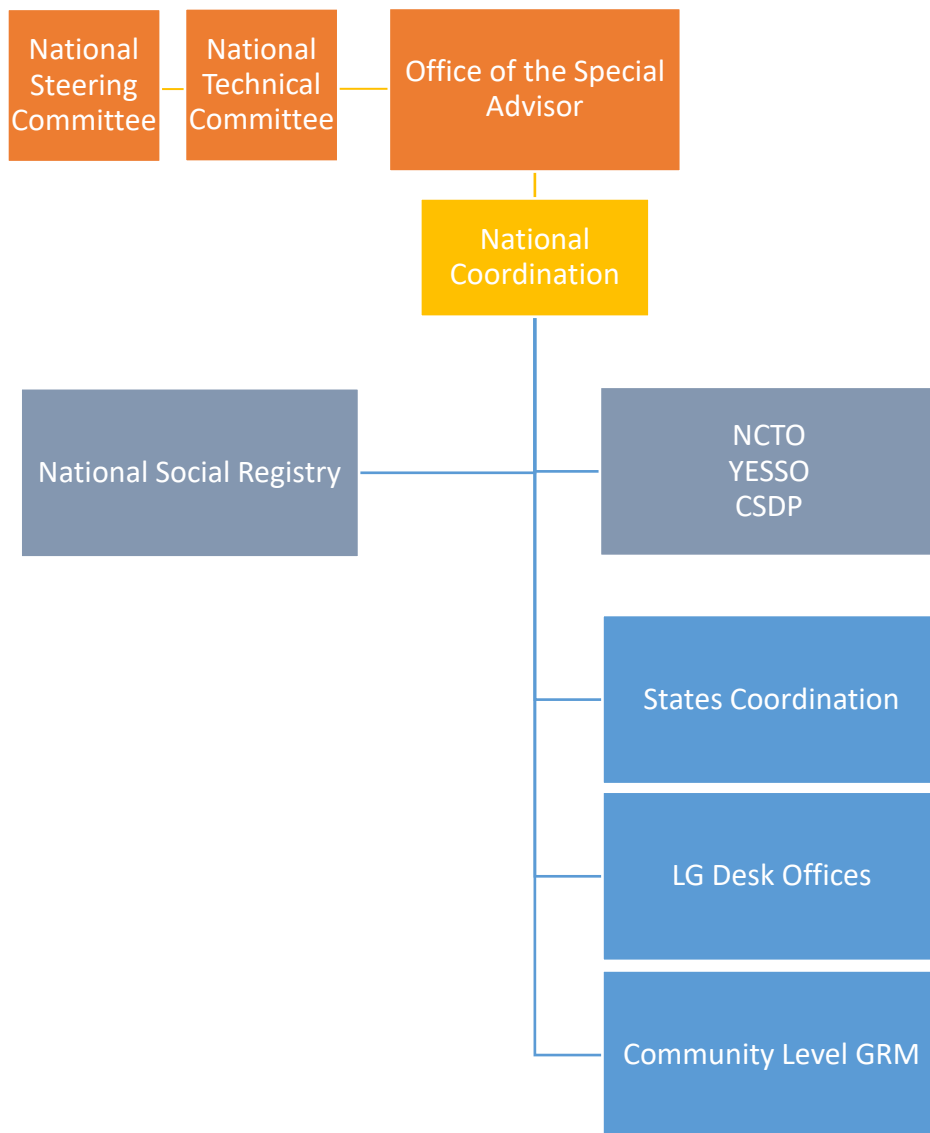 National
Steering
Committee
National
Technical
Committee
Office of the Special
Advisor
National
Coordination
National Social Registry
NCTO
YESSO
CSDP
States Coordination
LG Desk Offices
Community Level GRM